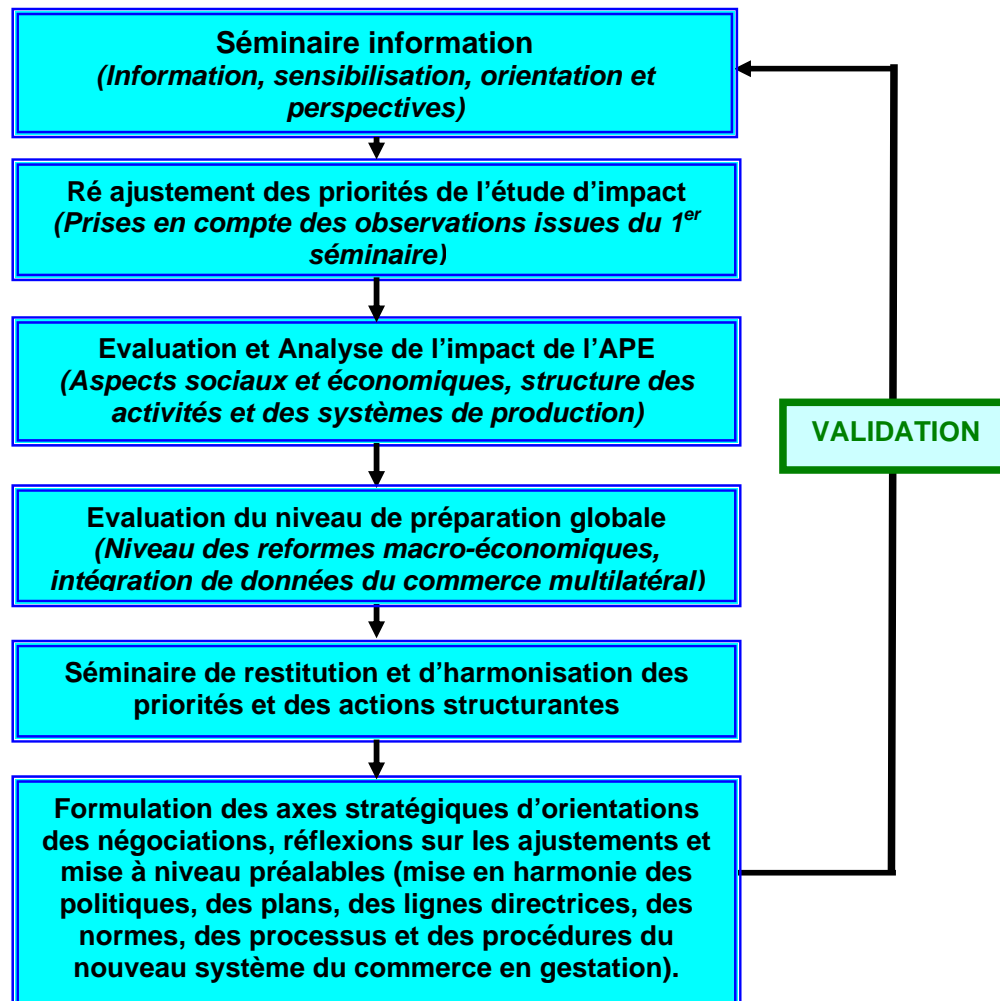 Séminaire information
(Information, sensibilisation, orientation et
perspectives)
Ré ajustement des priorités de l’étude d’impact
(Prises en compte des observations issues du 1er
séminaire)
Evaluation et Analyse de l’impact de l’APE
(Aspects sociaux et économiques, structure des
activités et des systèmes de production)
VALIDATION
Evaluation du niveau de préparation globale
(Niveau des reformes macro-économiques,
intégration de données du commerce multilatéral)
Séminaire de restitution et d’harmonisation des
priorités et des actions structurantes
Formulation des axes stratégiques d’orientations
des négociations, réflexions sur les ajustements et
mise à niveau préalables (mise en harmonie des
politiques, des plans, des lignes directrices, des
normes, des processus et des procédures du
nouveau système du commerce en gestation).